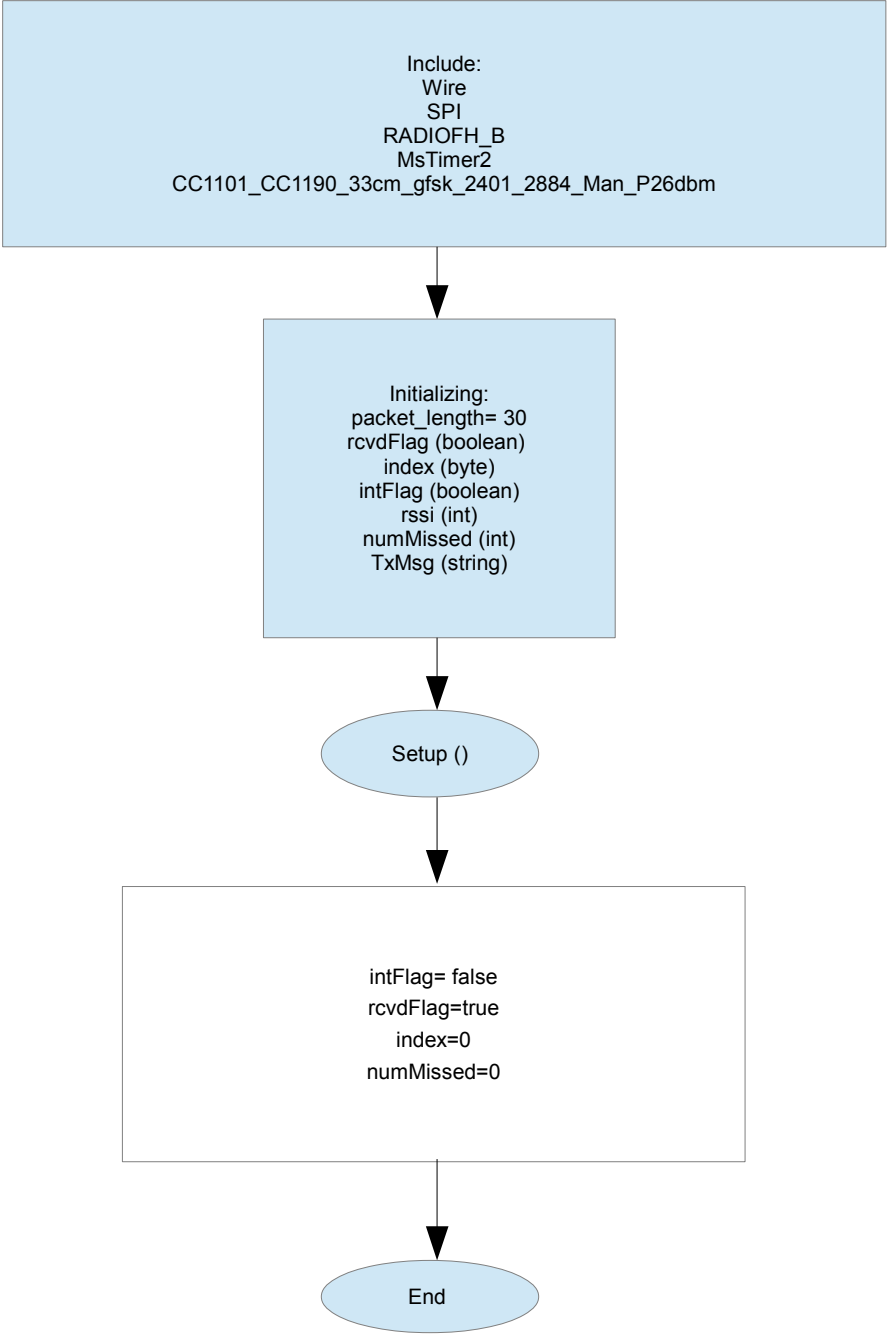 Include:
Wire
SPI
RADIOFH_B
MsTimer2
CC1101_CC1190_33cm_gfsk_2401_2884_Man_P26dbm
Initializing:
packet_length= 30
rcvdFlag (boolean)
index (byte)
intFlag (boolean)
rssi (int)
numMissed (int)
TxMsg (string)
Setup ()
intFlag= false
rcvdFlag=true
index=0
numMissed=0
End